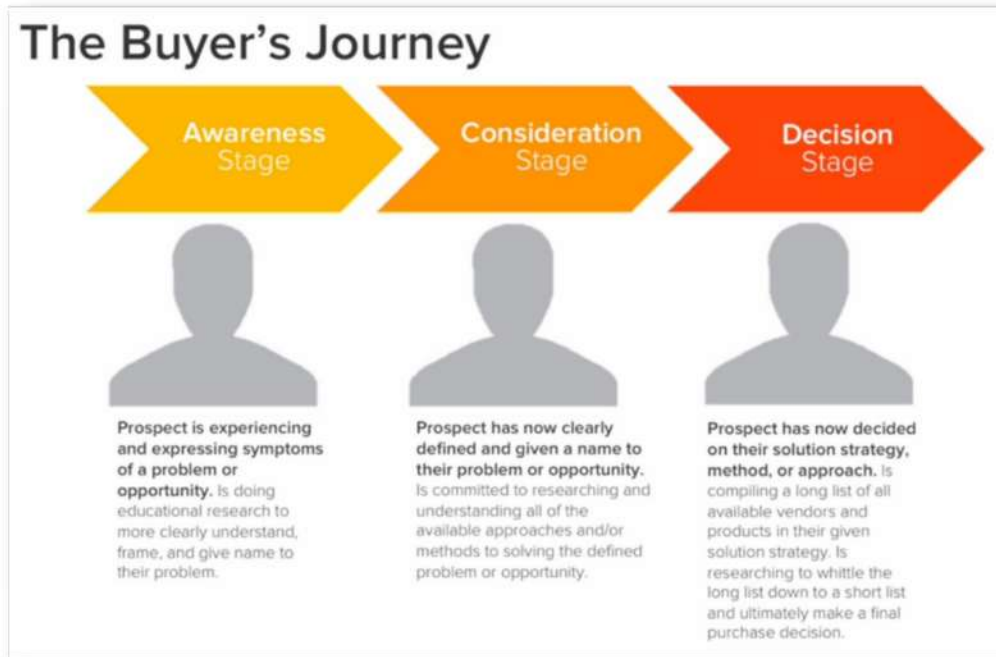 The Buyer's Journey
Awareness
Stage
Consideration
Stage
Decision
Stage
Prospect is experiencing
and expressing symptoms
of a problem or
opportunity. Is doing
educational research to
more clearly understand,
frame, and give name to
their problem.
Prospect has now clearly
defined and given a name to
their problem or opportunity.
Is committed to researching and
understanding all of the
available approaches and/or
methods to solving the defined
problem or opportunity.
Prospect has now decided
on their solution strategy,
method, or approach. Is
compiling a long list of all
available vendors and
products in their given
solution strategy. Is
researching to whittle the
long list down to a short list
and ultimately make a final
purchase decision.